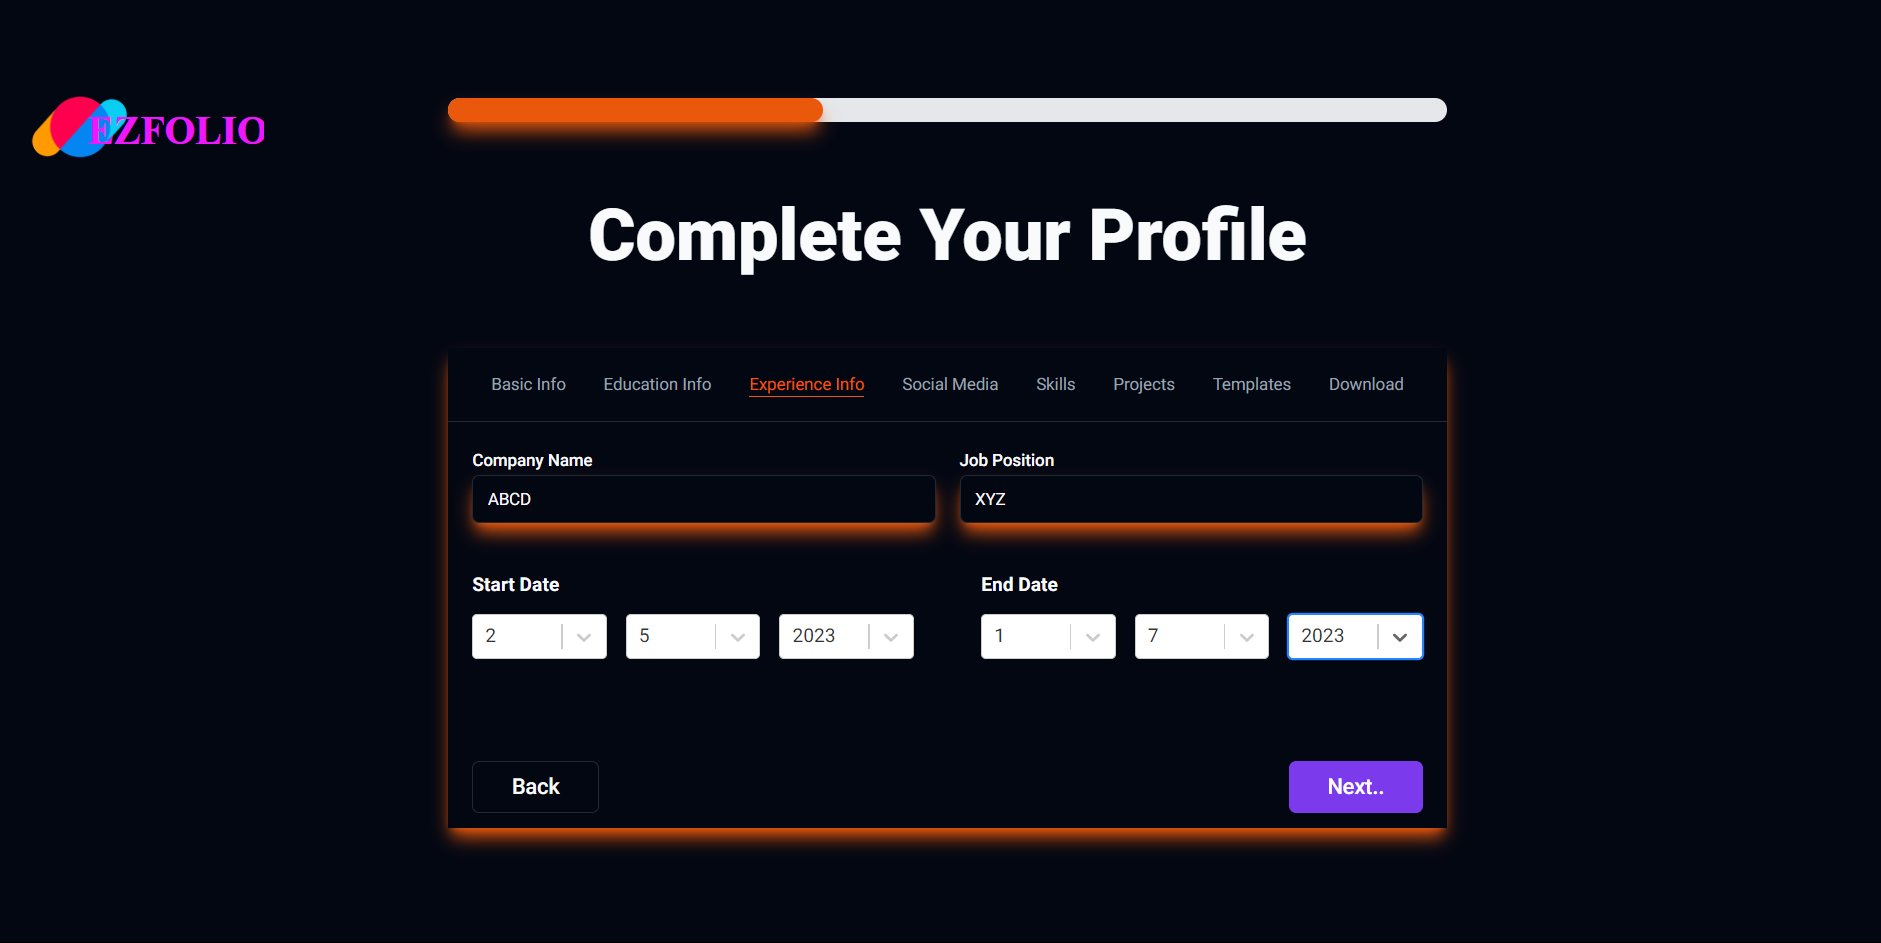 EZFOLIO
Complete Your Profile
Basic Info Education Info Experience Info Social Media Skills Projects Templates Download
Company Name Job Position
ABCD XYZ
Start Date End Date
2 5 2023 1 7 2023
Back Next..